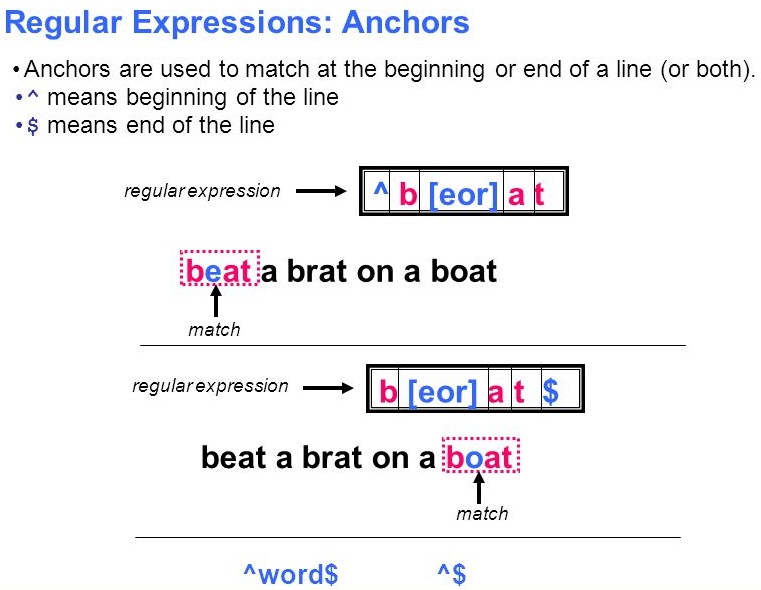 Regular Expressions: Anchors
•Anchors are used to match at the beginning or end of a line (or both).
•^ means beginning of the line
•$ means end of the line
regular expression ^ b [eor] a t
beat a brat on a boat
match
regular expression b [eor] a t $
beat a brat on a boat
match
^word$ ^$